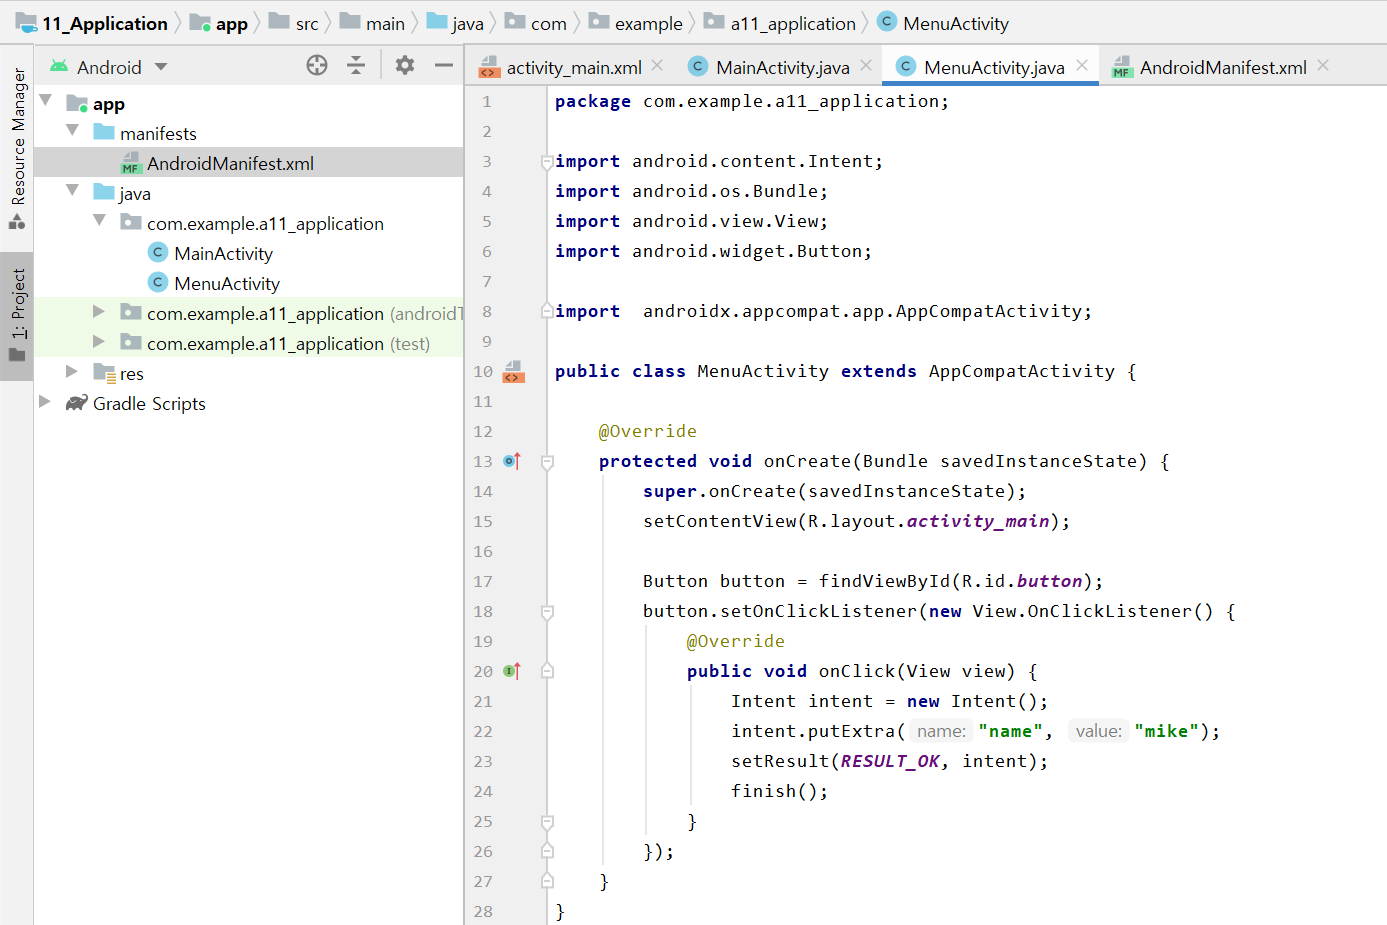 11_Application app src main java com example a11_application MenuActivity
Resource Manager
1: Project
Android
app
manifests
AndroidManifest.xml
java
com.example.a11_application
MainActivity
MenuActivity
com.example.a11_application (androidT
com.example.a11_application (test)
res
Gradle Scripts
activity_main.xml MainActivity.java MenuActivity.java AndroidManifest.xml
1 package com.example.a11_application;
2
3 import android.content.Intent;
4 import android.os.Bundle;
5 import android.view.View;
6 import android.widget.Button;
7
8 import  androidx.appcompat.app.AppCompatActivity;
9
10 public class MenuActivity extends AppCompatActivity {
11
12     @Override
13     protected void onCreate(Bundle savedInstanceState) {
14         super.onCreate(savedInstanceState);
15         setContentView(R.layout.activity_main);
16
17         Button button = findViewById(R.id.button);
18         button.setOnClickListener(new View.OnClickListener() {
19             @Override
20             public void onClick(View view) {
21                 Intent intent = new Intent();
22                 intent.putExtra( name: "name",  value: "mike");
23                 setResult(RESULT_OK, intent);
24                 finish();
25             }
26         });
27     }
28 }